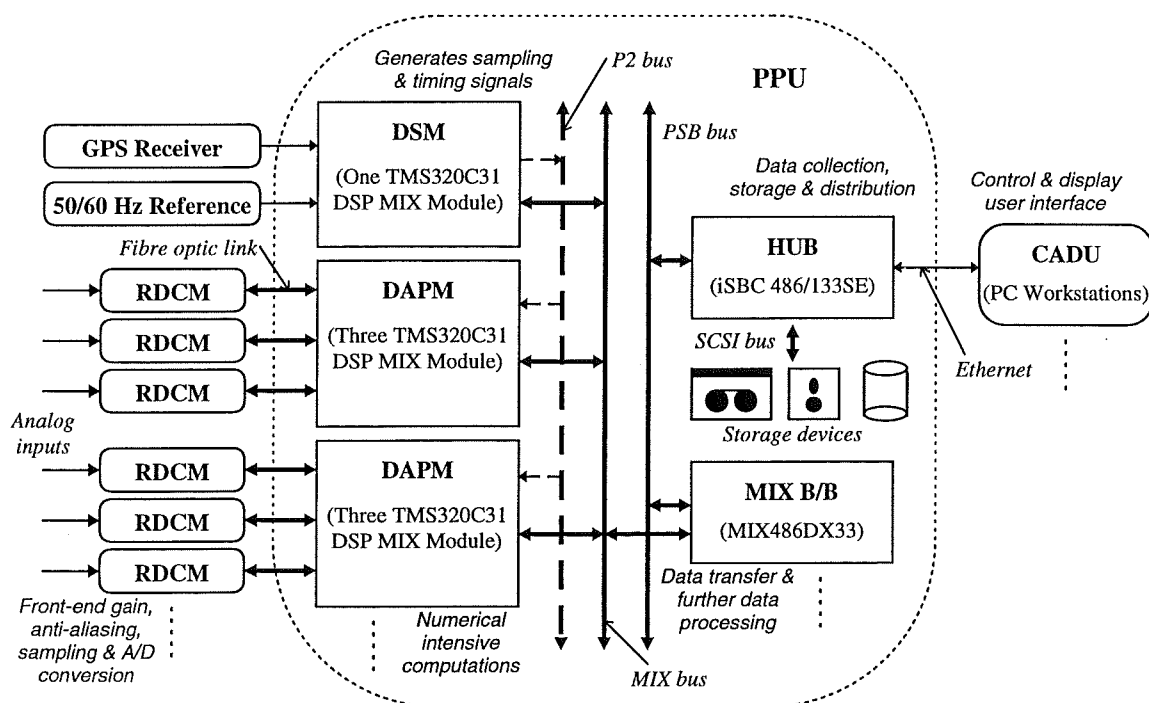 Generates sampling
& timing signals
P2 bus
PPU
GPS Receiver
50/60 Hz Reference
DSM
(One TMS320C31
DSP MIX Module)
PSB bus
Data collection,
storage & distribution
Control & display
user interface
Fibre optic link
HUB
(iSBC 486/133SE)
CADU
(PC Workstations)
RDCM
RDCM
RDCM
DAPM
(Three TMS320C31
DSP MIX Module)
SCSI bus
Ethernet
Storage devices
Analog
inputs
RDCM
RDCM
RDCM
DAPM
(Three TMS320C31
DSP MIX Module)
MIX B/B
(MIX486DX33)
Front-end gain,
anti-aliasing,
sampling & A/D
conversion
Numerical
intensive
computations
Data transfer &
further data
processing
MIX bus